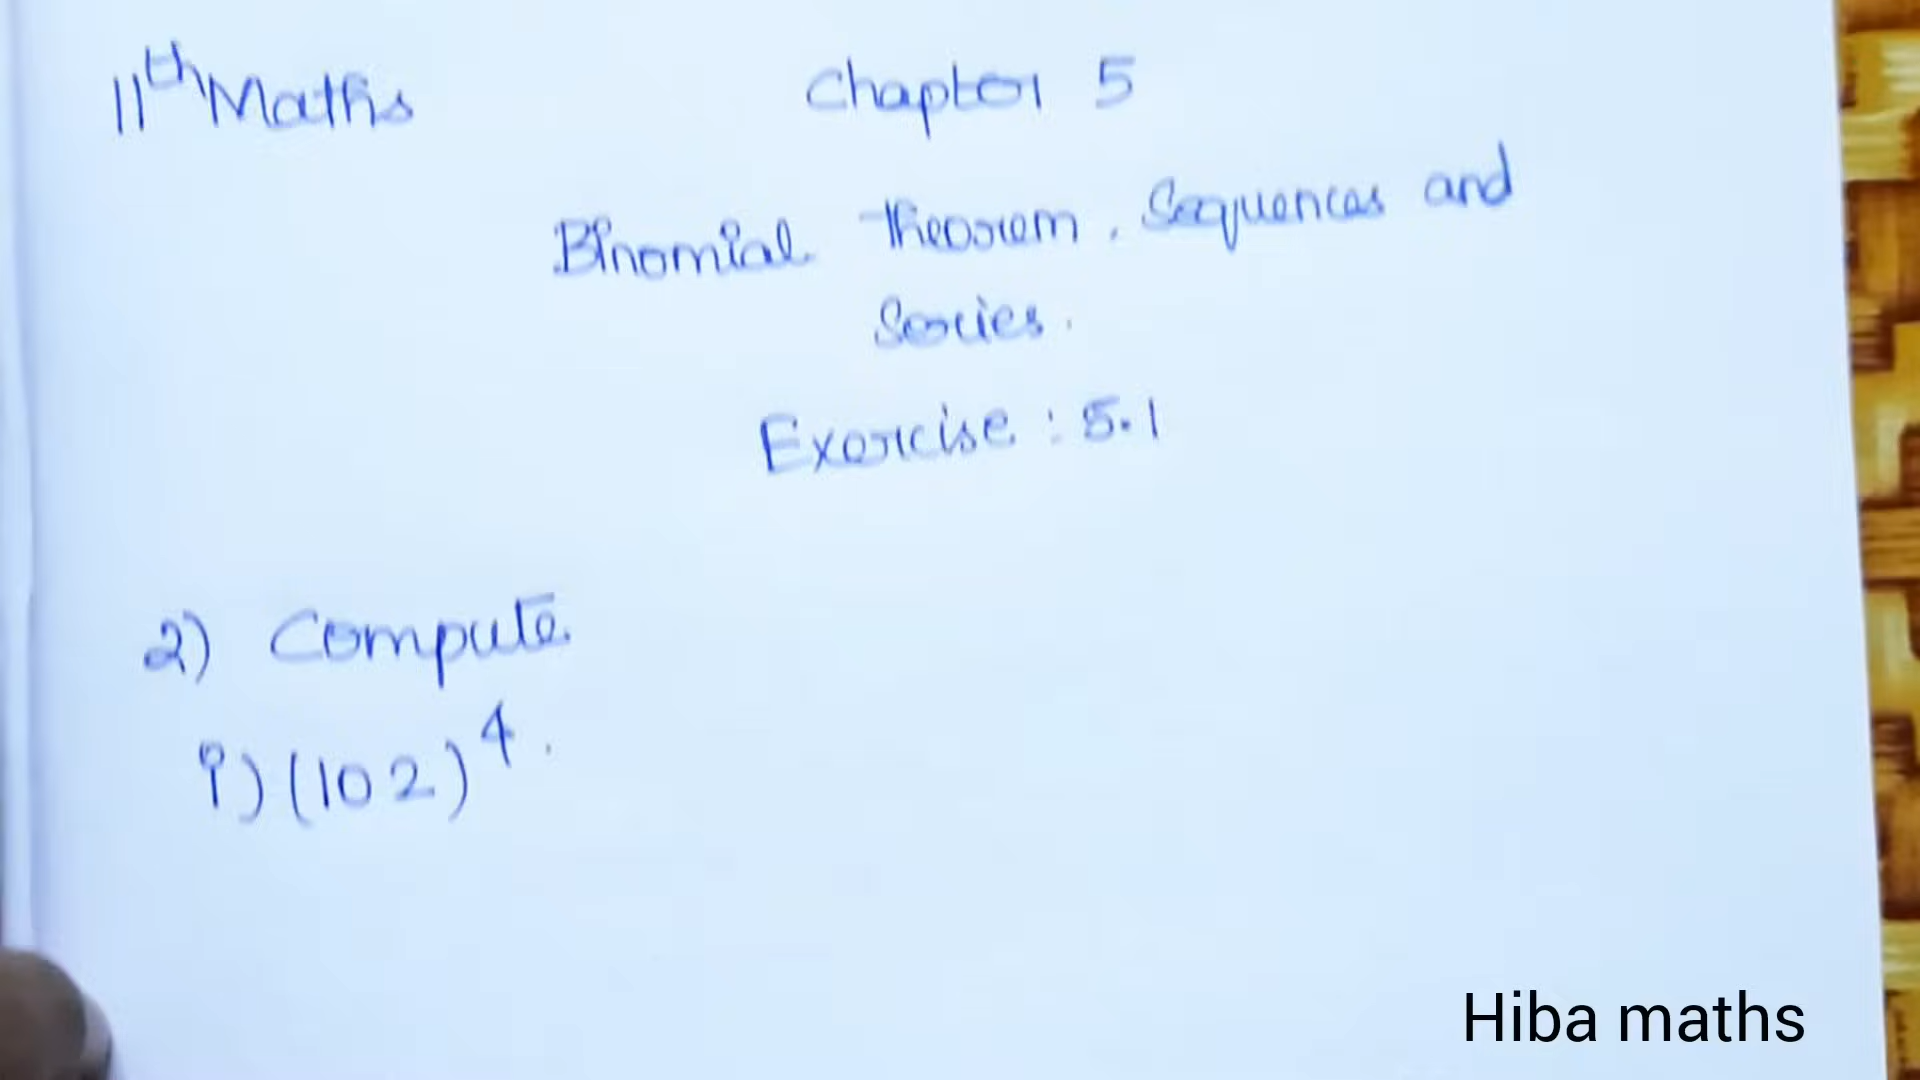 11th Maths Chapter 5
Binomial Theorem, Sequences and
Series.
Exercise : 5.1
2) Compute.
i) (102)^4.
Hiba maths